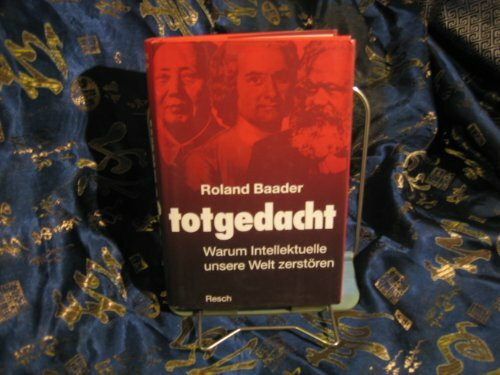 Roland Baader
totgedacht
Warum Intellektuelle
unsere Welt zerstören
Resch